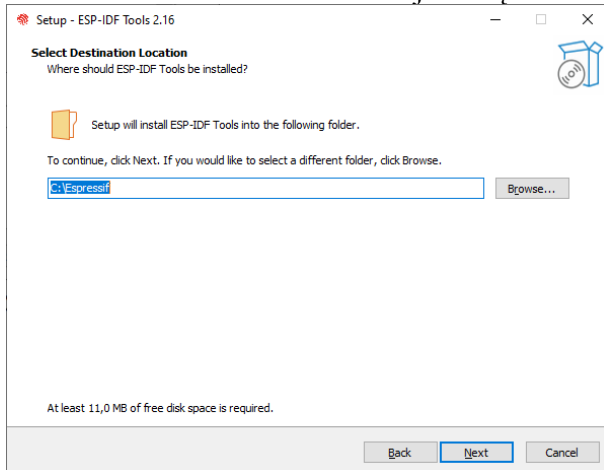 Setup - ESP-IDF Tools 2.16
Select Destination Location
Where should ESP-IDF Tools be installed?
Setup will install ESP-IDF Tools into the following folder.
To continue, click Next. If you would like to select a different folder, click Browse.
C:\Espressif
Browse...
At least 11,0 MB of free disk space is required.
Back Next Cancel